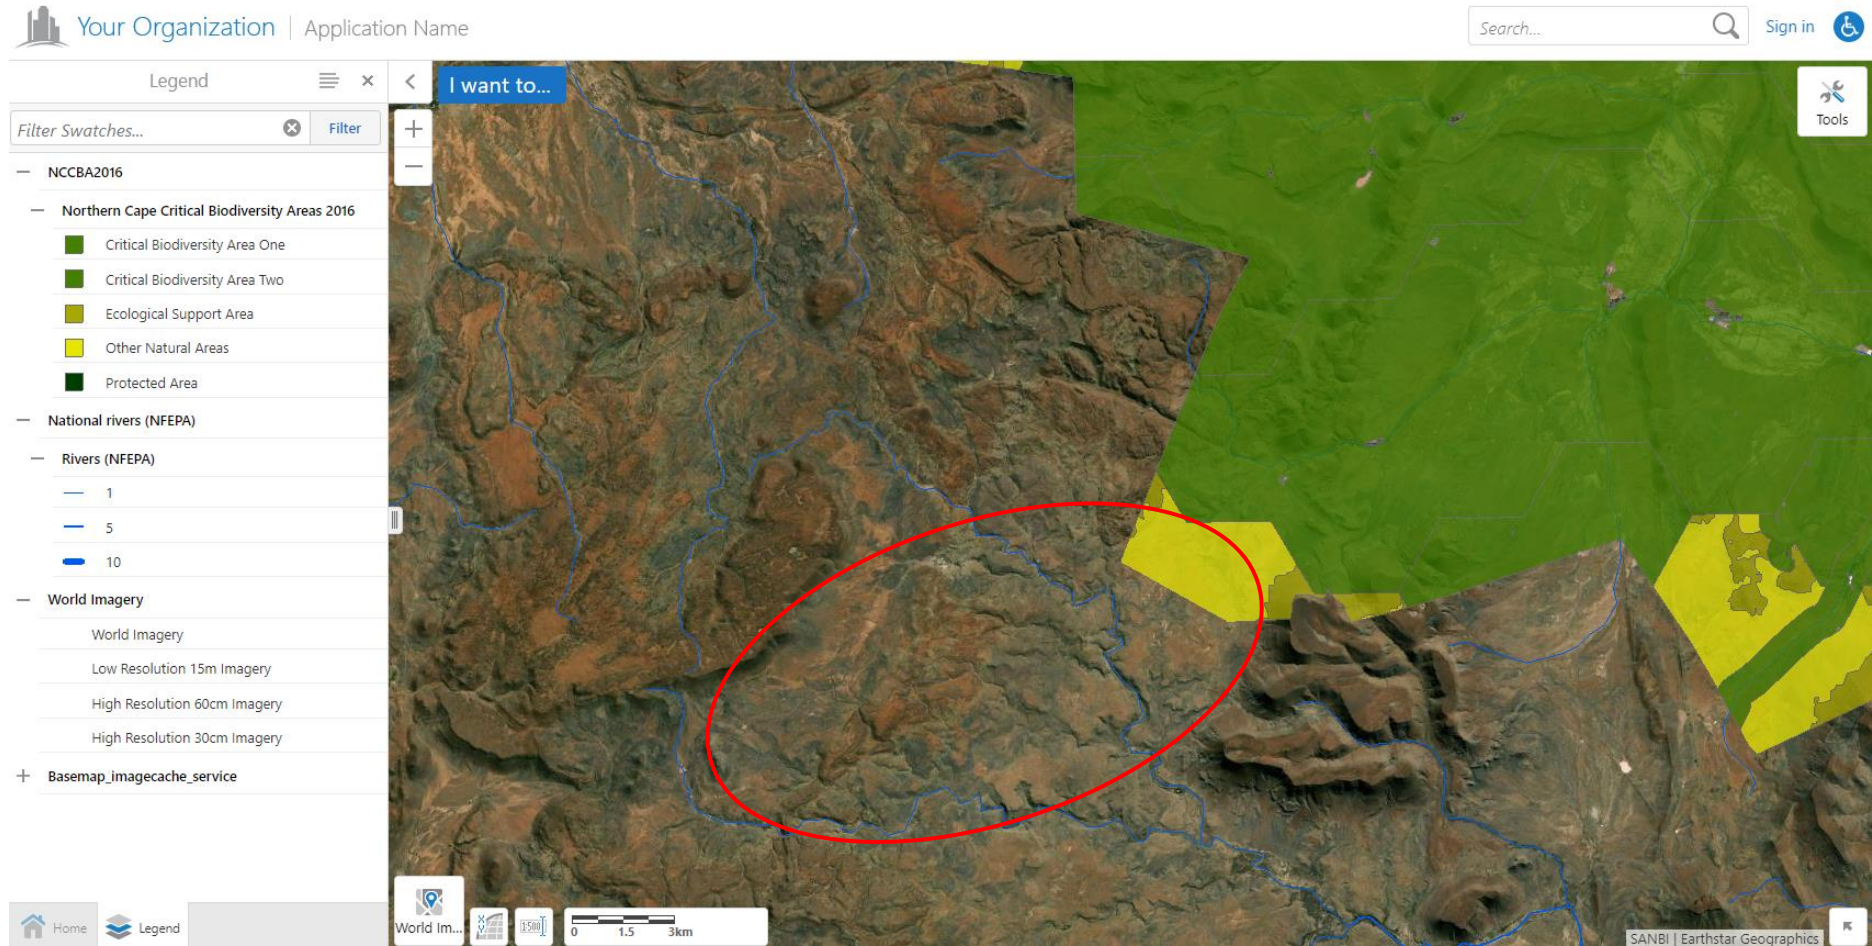 Your Organization | Application Name
Search...
Sign in
Legend
I want to...
Tools
Filter Swatches...
Filter
NCCBA2016
Northern Cape Critical Biodiversity Areas 2016
Critical Biodiversity Area One
Critical Biodiversity Area Two
Ecological Support Area
Other Natural Areas
Protected Area
National rivers (NFEPA)
Rivers (NFEPA)
1
5
10
World Imagery
World Imagery
Low Resolution 15m Imagery
High Resolution 60cm Imagery
High Resolution 30cm Imagery
Basemap_imagecache_service
Home
Legend
World Im...
X Y
1:500
0 1.5 3km
SANBI | Earthstar Geographics